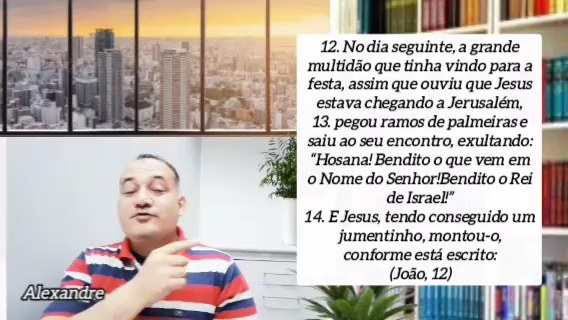 12. No dia seguinte, a grande
multidão que tinha vindo para a
festa, assim que ouviu que Jesus
estava chegando a Jerusalém,
13. pegou ramos de palmeiras e
saiu ao seu encontro, exultando:
"Hosana! Bendito o que vem em
o Nome do Senhor!Bendito o Rei
de Israel!"
14. E Jesus, tendo conseguido um
jumentinho, montou-o,
conforme está escrito:
(João, 12)
Alexandre